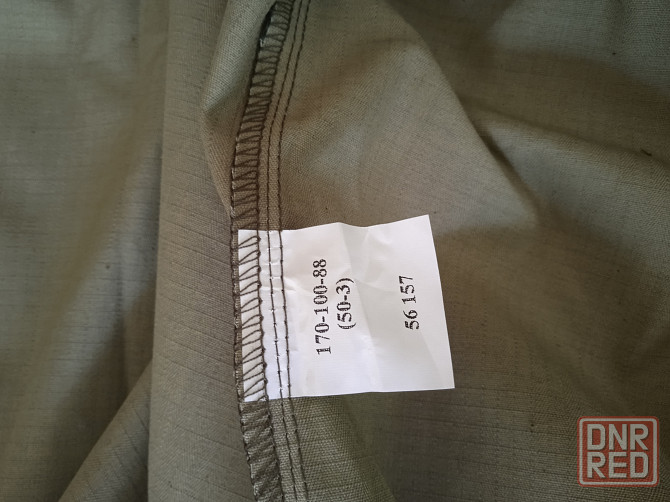 170-100-88
(50-3)
56 157
DNR
RED